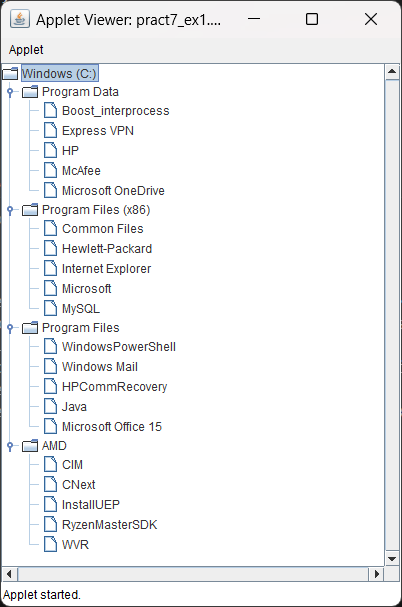 Applet Viewer: pract7_ex1....
Applet
Windows (C:)
Program Data
Boost_interprocess
Express VPN
HP
McAfee
Microsoft OneDrive
Program Files (x86)
Common Files
Hewlett-Packard
Internet Explorer
Microsoft
MySQL
Program Files
WindowsPowerShell
Windows Mail
HPCommRecovery
Java
Microsoft Office 15
AMD
CIM
CNext
InstallUEP
RyzenMasterSDK
WVR
Applet started.